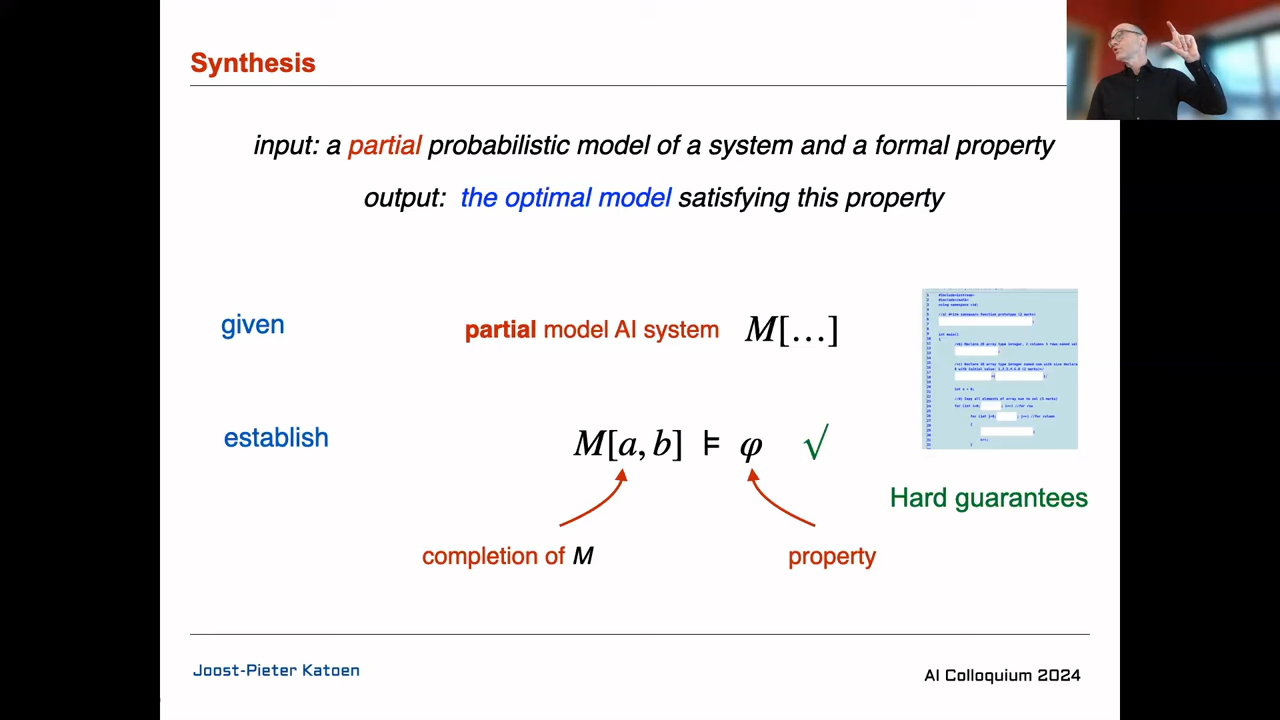 Synthesis
input: a partial probabilistic model of a system and a formal property
output: the optimal model satisfying this property
given
partial model AI system M[…]
establish
M[a, b] ⊨ φ √
Hard guarantees
completion of M
property
Joost-Pieter Katoen
AI Colloquium 2024